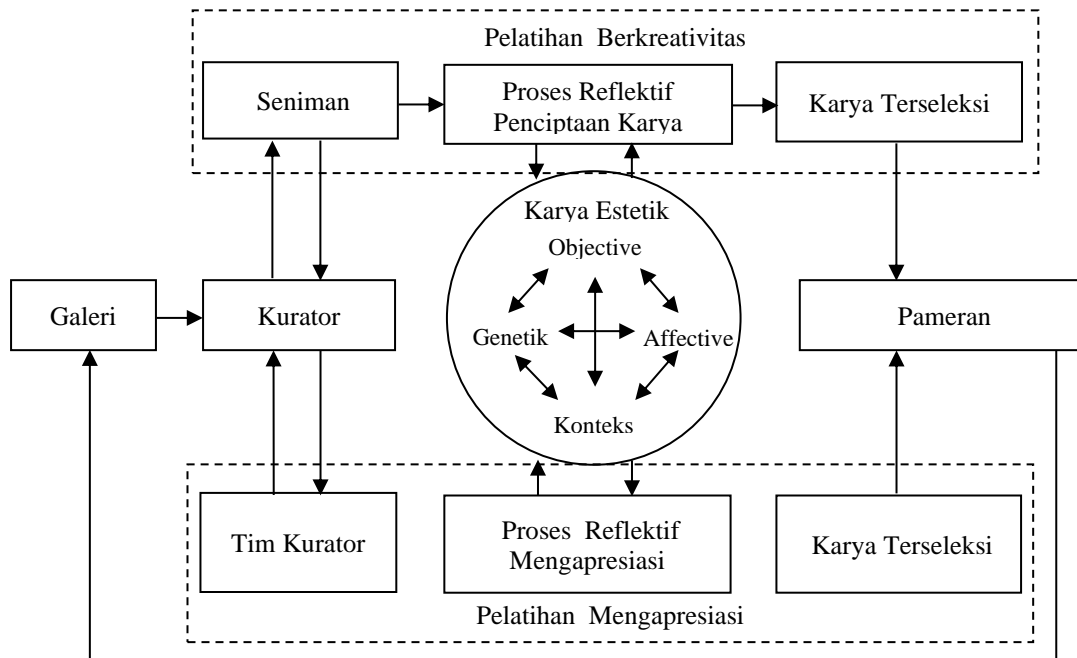 Pelatihan Berkreativitas
Seniman
Proses Reflektif
Penciptaan Karya
Karya Terseleksi
Karya Estetik
Objective
Galeri
Kurator
Genetik
Affective
Pameran
Konteks
Tim Kurator
Proses Reflektif
Mengapresiasi
Karya Terseleksi
Pelatihan Mengapresiasi